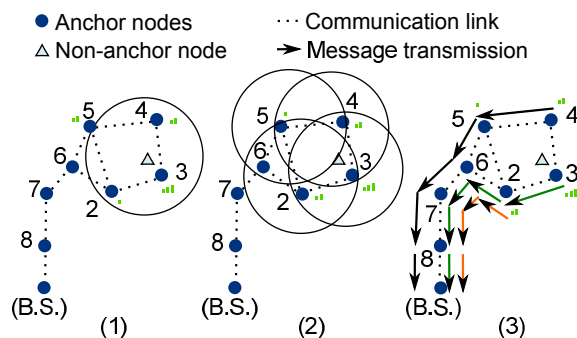 Anchor nodes
Communication link
Non-anchor node
Message transmission
5 4
6 3
2
7
8
(B.S.)
(1)
5 4
6 3
2
7
8
(B.S.)
(2)
5 4
6
2 3
7
8
(B.S.)
(3)